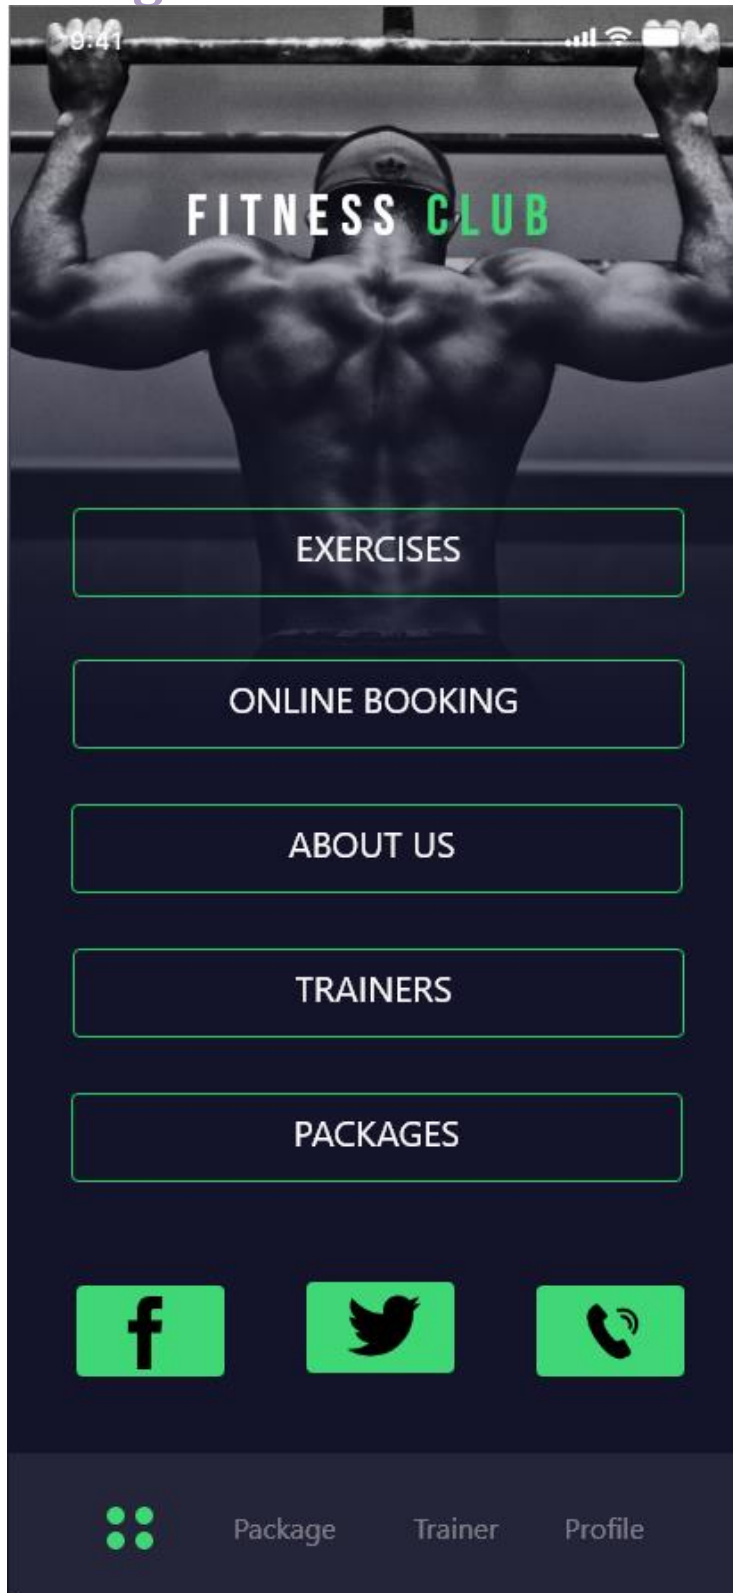 9:41
FITNESS CLUB
EXERCISES
ONLINE BOOKING
ABOUT US
TRAINERS
PACKAGES
Package Trainer Profile